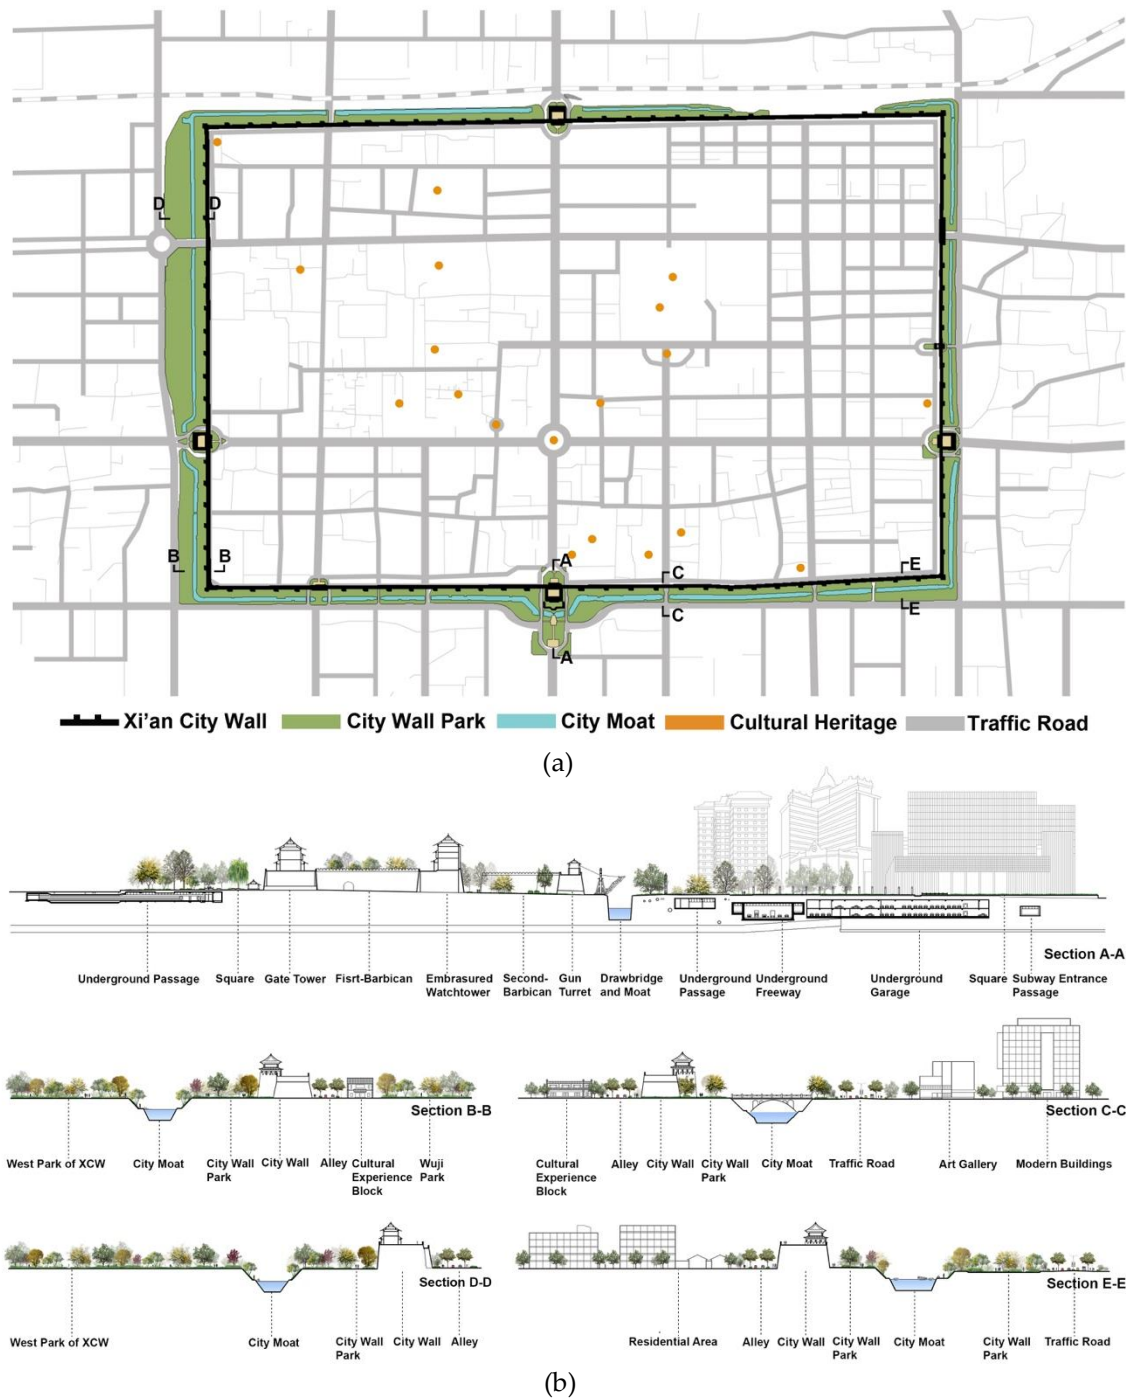 D D
B B
A
C
E
C
E
A
Xi'an City Wall City Wall Park City Moat Cultural Heritage Traffic Road
(a)
Section A-A
Underground Passage Square Gate Tower Fisrt-Barbican Embrasured Second- Gun Drawbridge Underground Underground Underground Square Subway Entrance
Watchtower Barbican Turret and Moat Passage Freeway Garage Passage
Section B-B
West Park of XCW City Moat City Wall City Wall Alley Cultural Wuji
Park Experience Park
Block
Section C-C
Cultural Alley City Wall City Wall City Moat Traffic Road Art Gallery Modern Buildings
Experience Park
Block
Section D-D
West Park of XCW City Moat City Wall City Wall Alley
Park
Section E-E
Residential Area Alley City Wall City Wall City Moat City Wall Traffic Road
Park Park
(b)